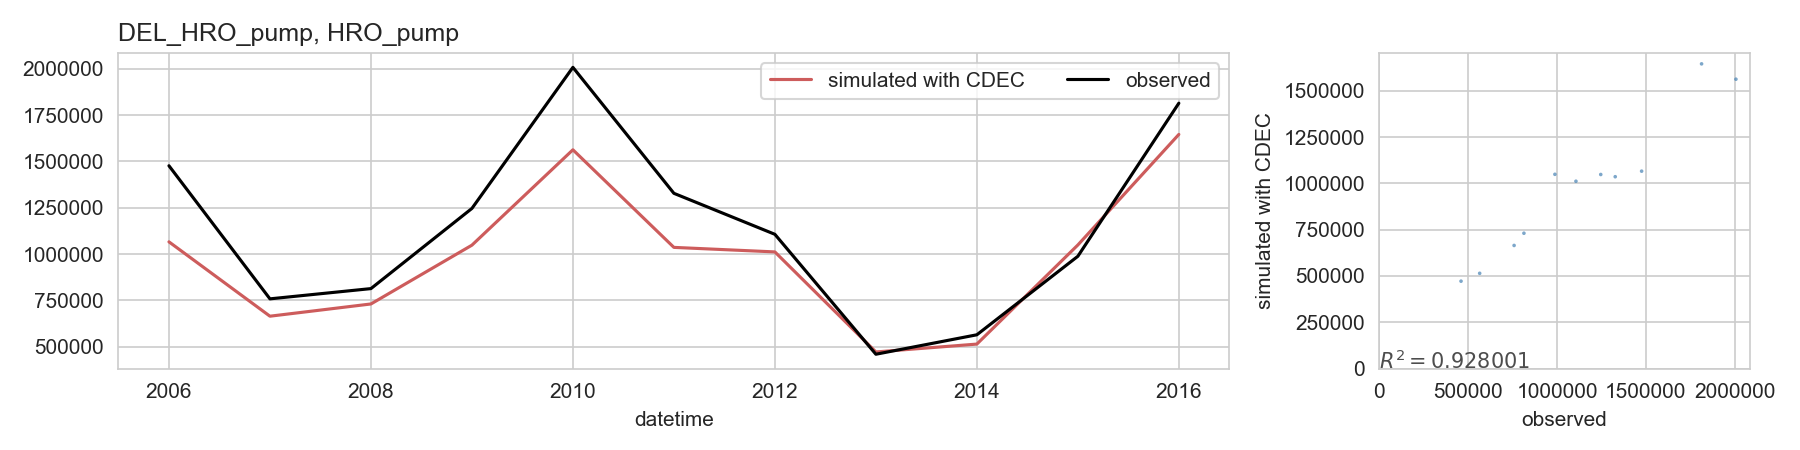 DEL_HRO_pump, HRO_pump
2000000
1750000
1500000
1250000
1000000
750000
500000
simulated with CDEC
observed
2006 2008 2010 2012 2014 2016
datetime
simulated with CDEC
1500000
1250000
1000000
750000
500000
250000
0
R² = 0.928001
0 500000 1000000 1500000 2000000
observed